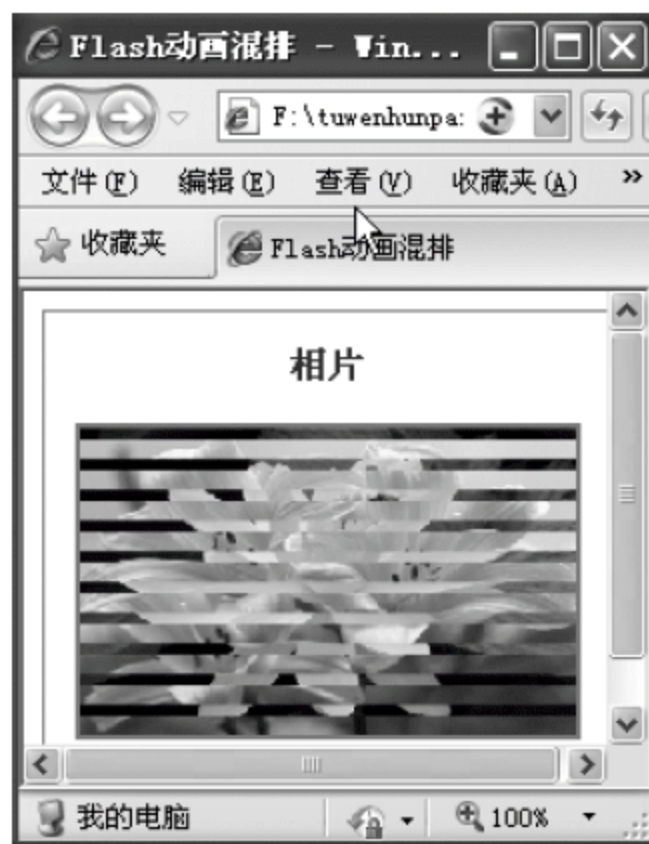 Flash动画混排 - Win...
F:\tuwenhunpa:
文件(F) 编辑(E) 查看(V) 收藏夹(A) »
收藏夹 Flash动画混排
相片
我的电脑 100%